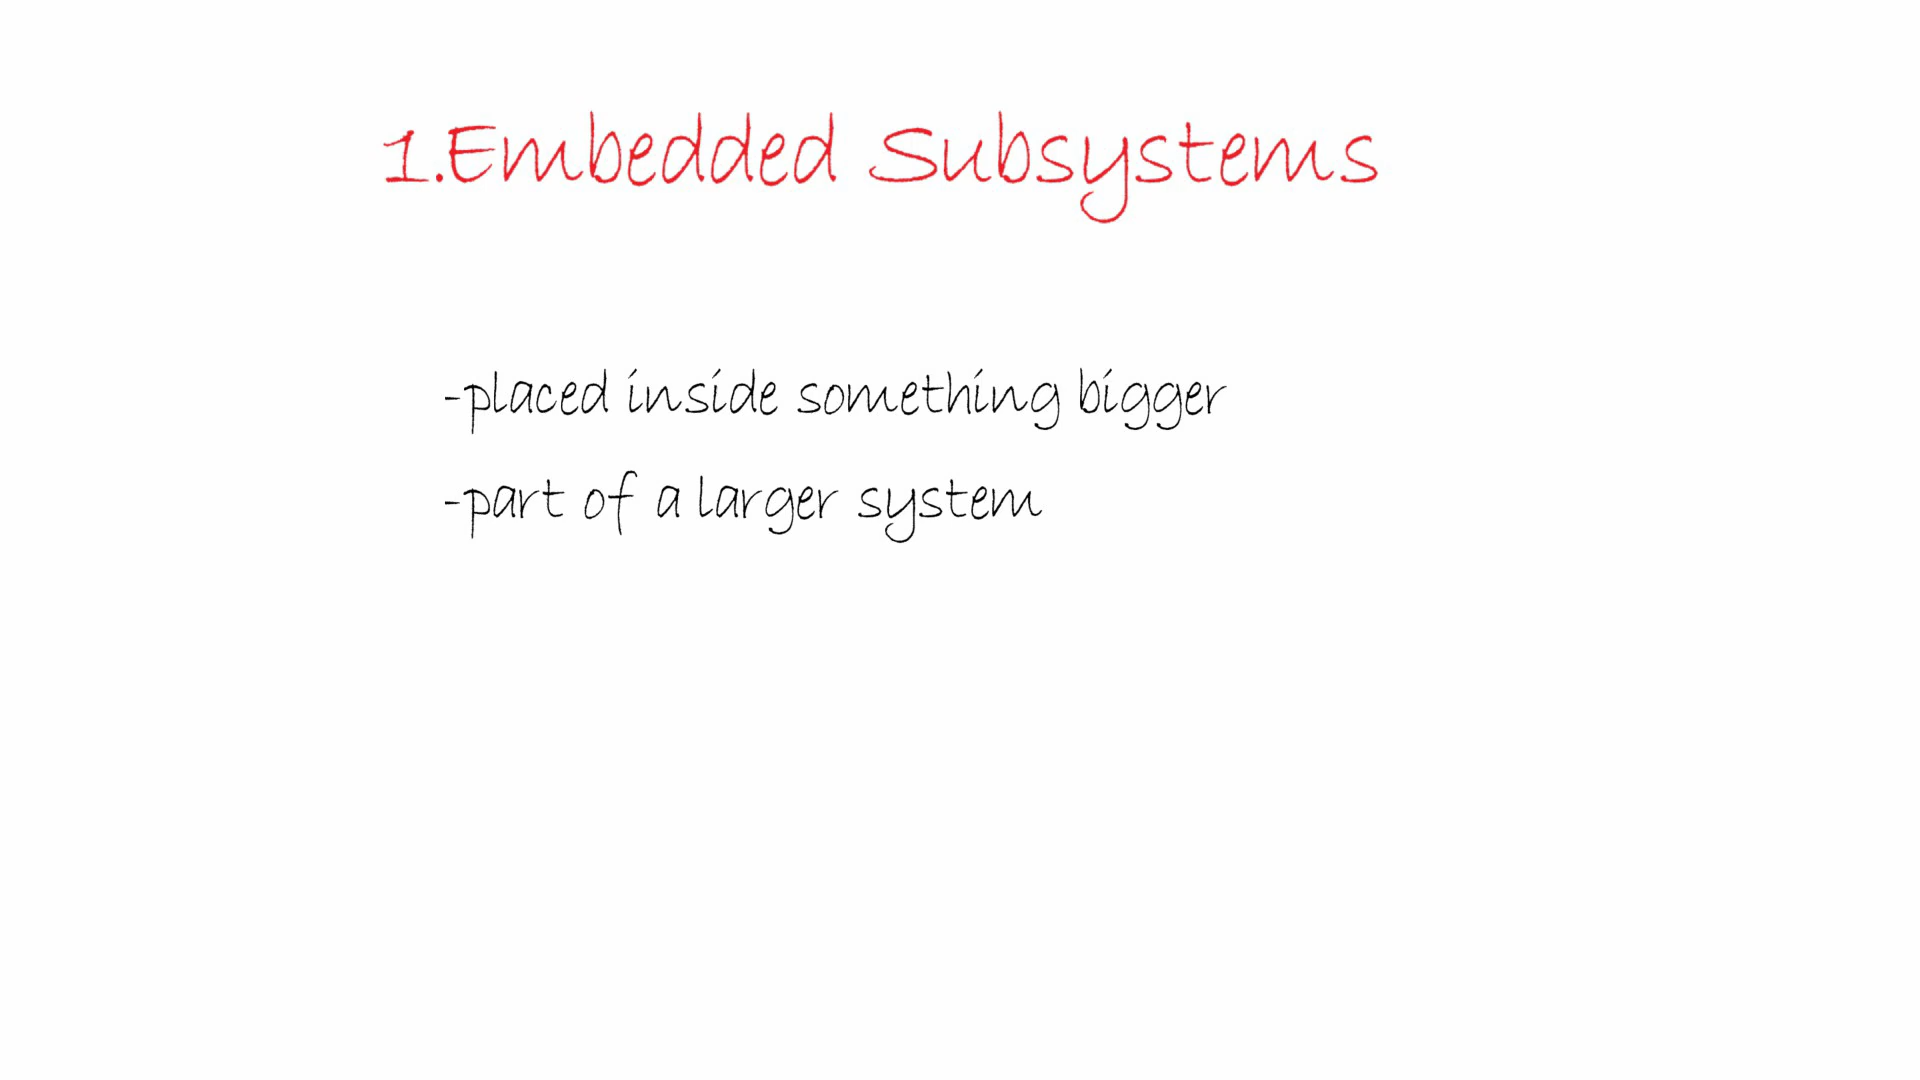 1.Embedded Subsystems
-placed inside something bigger
-part of a larger system